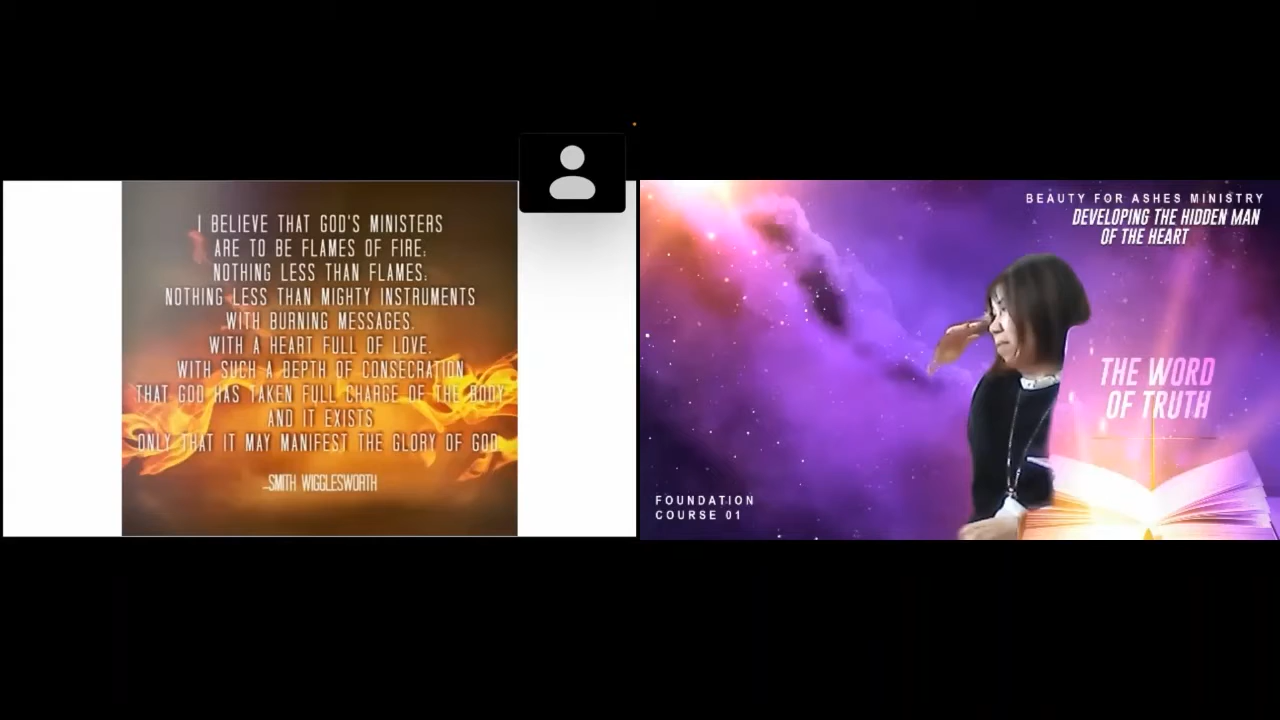 I BELIEVE THAT GOD'S MINISTERS
ARE TO BE FLAMES OF FIRE;
NOTHING LESS THAN FLAMES;
NOTHING LESS THAN MIGHTY INSTRUMENTS
WITH BURNING MESSAGES,
WITH A HEART FULL OF LOVE,
WITH SUCH A DEPTH OF CONSECRATION
THAT GOD HAS TAKEN FULL CHARGE OF THE BODY
AND IT EXISTS
ONLY THAT IT MAY MANIFEST THE GLORY OF GOD.
_SMITH WIGGLESWORTH
BEAUTY FOR ASHES MINISTRY
DEVELOPING THE HIDDEN MAN
OF THE HEART
THE WORD
OF TRUTH
FOUNDATION
COURSE 01